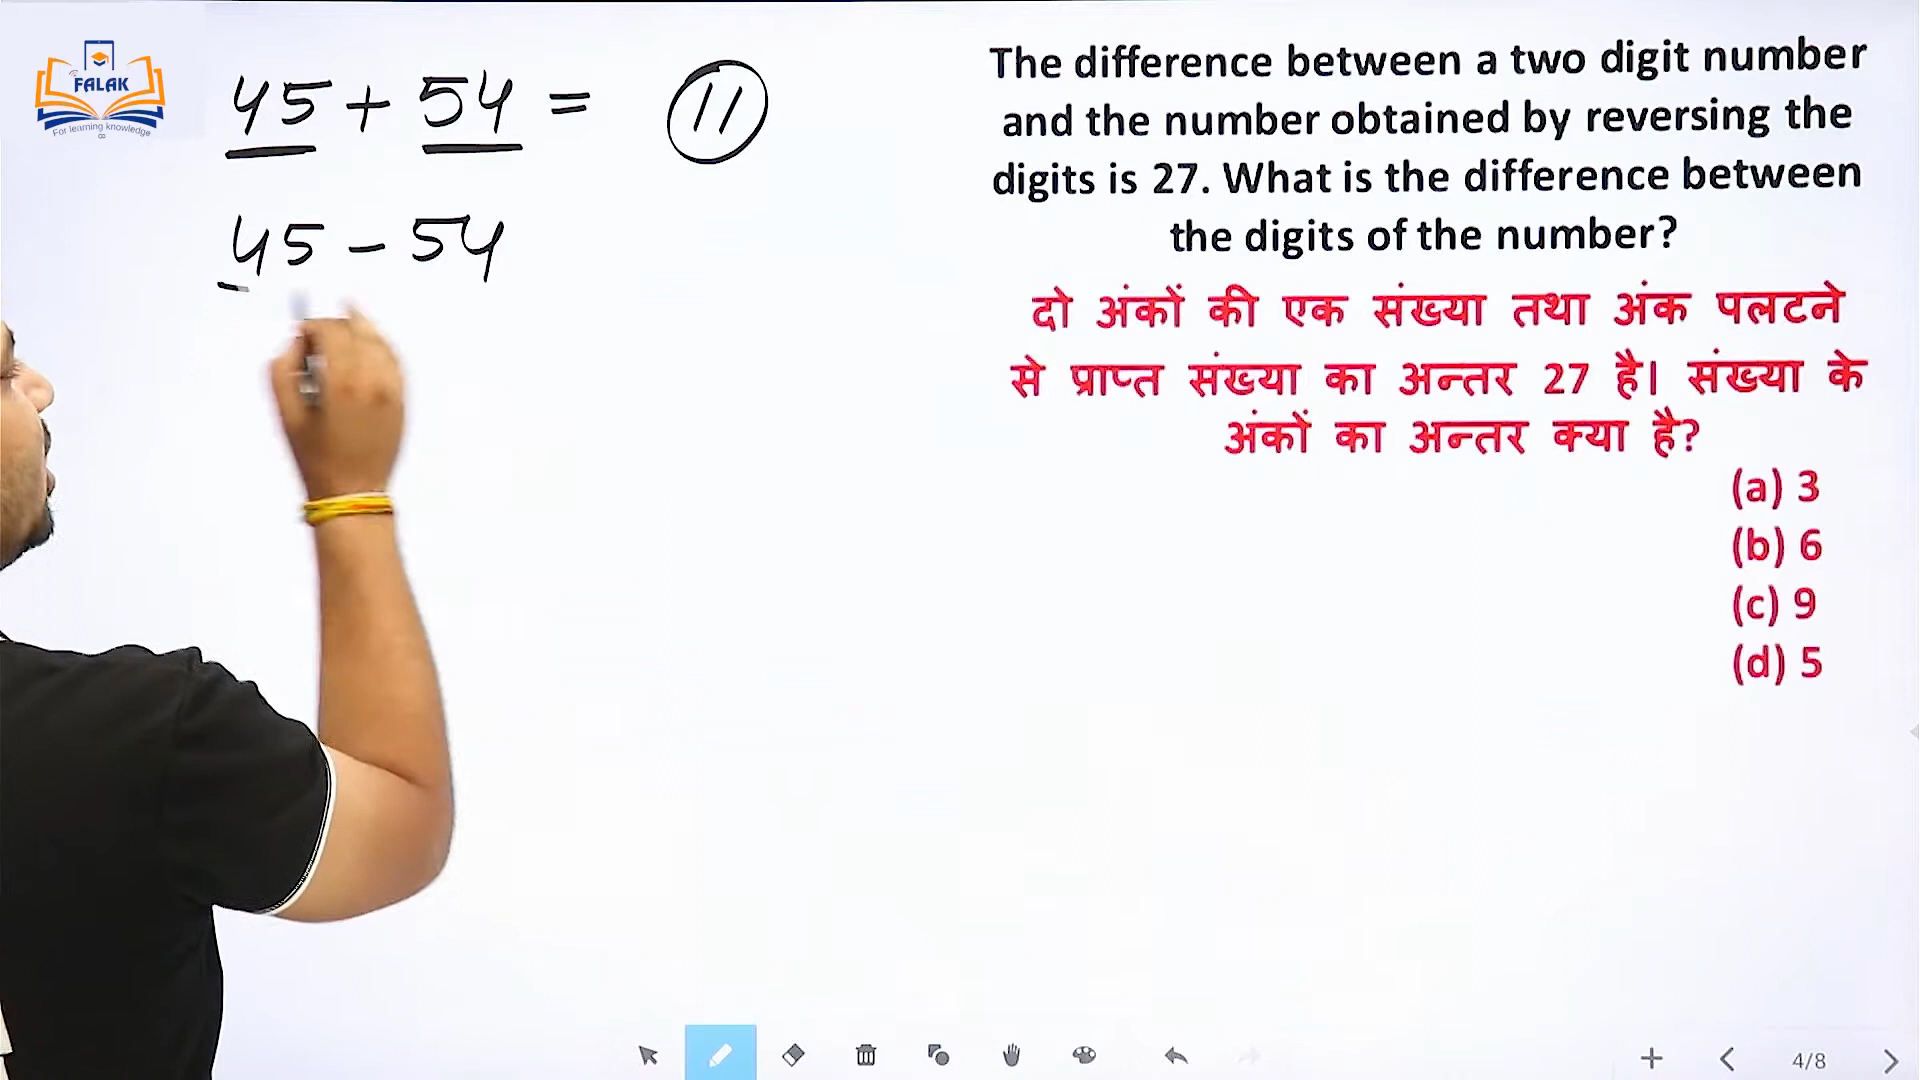 FALAK
For learning knowledge
45 + 54 = 11
45 - 54
The difference between a two digit number
and the number obtained by reversing the
digits is 27. What is the difference between
the digits of the number?
दो अंकों की एक संख्या तथा अंक पलटने
से प्राप्त संख्या का अन्तर 27 है। संख्या के
अंकों का अन्तर क्या है?
(a) 3
(b) 6
(c) 9
(d) 5
4/8